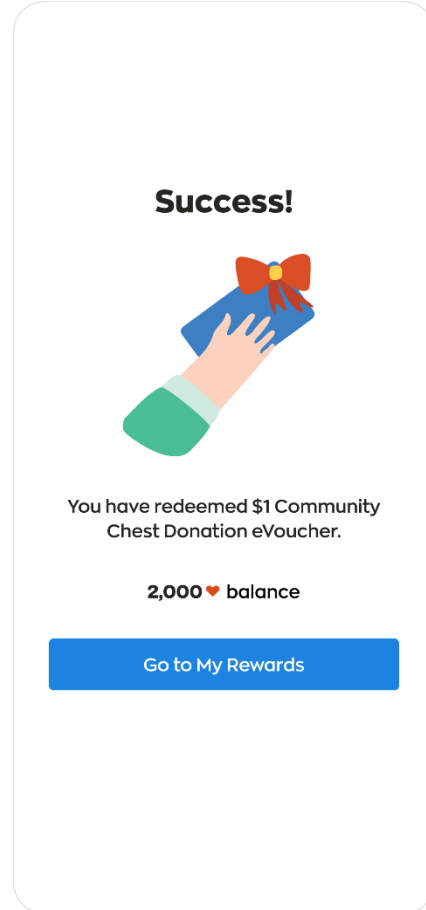 Success!
You have redeemed $1 Community
Chest Donation eVoucher.
2,000 ♥ balance
Go to My Rewards